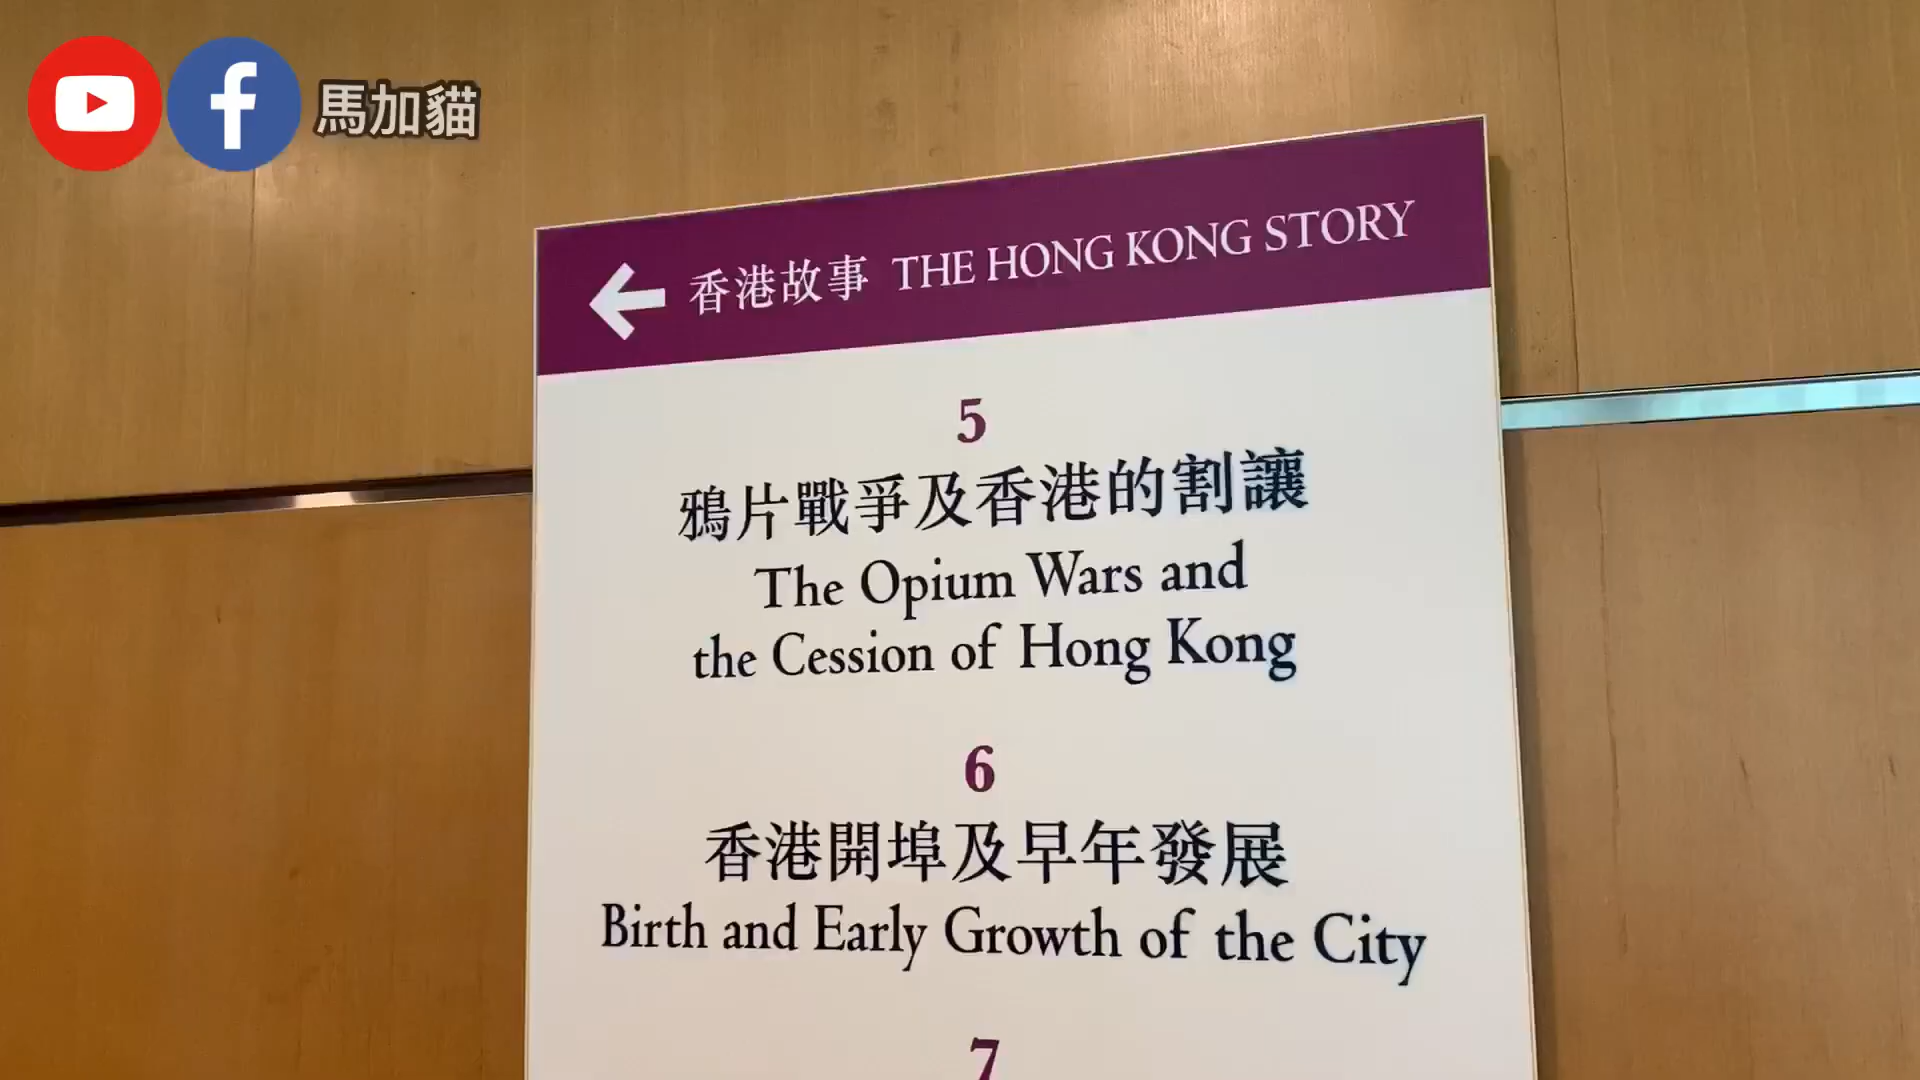 馬加貓
香港故事 THE HONG KONG STORY
5
鴉片戰爭及香港的割讓
The Opium Wars and
the Cession of Hong Kong
6
香港開埠及早年發展
Birth and Early Growth of the City
7